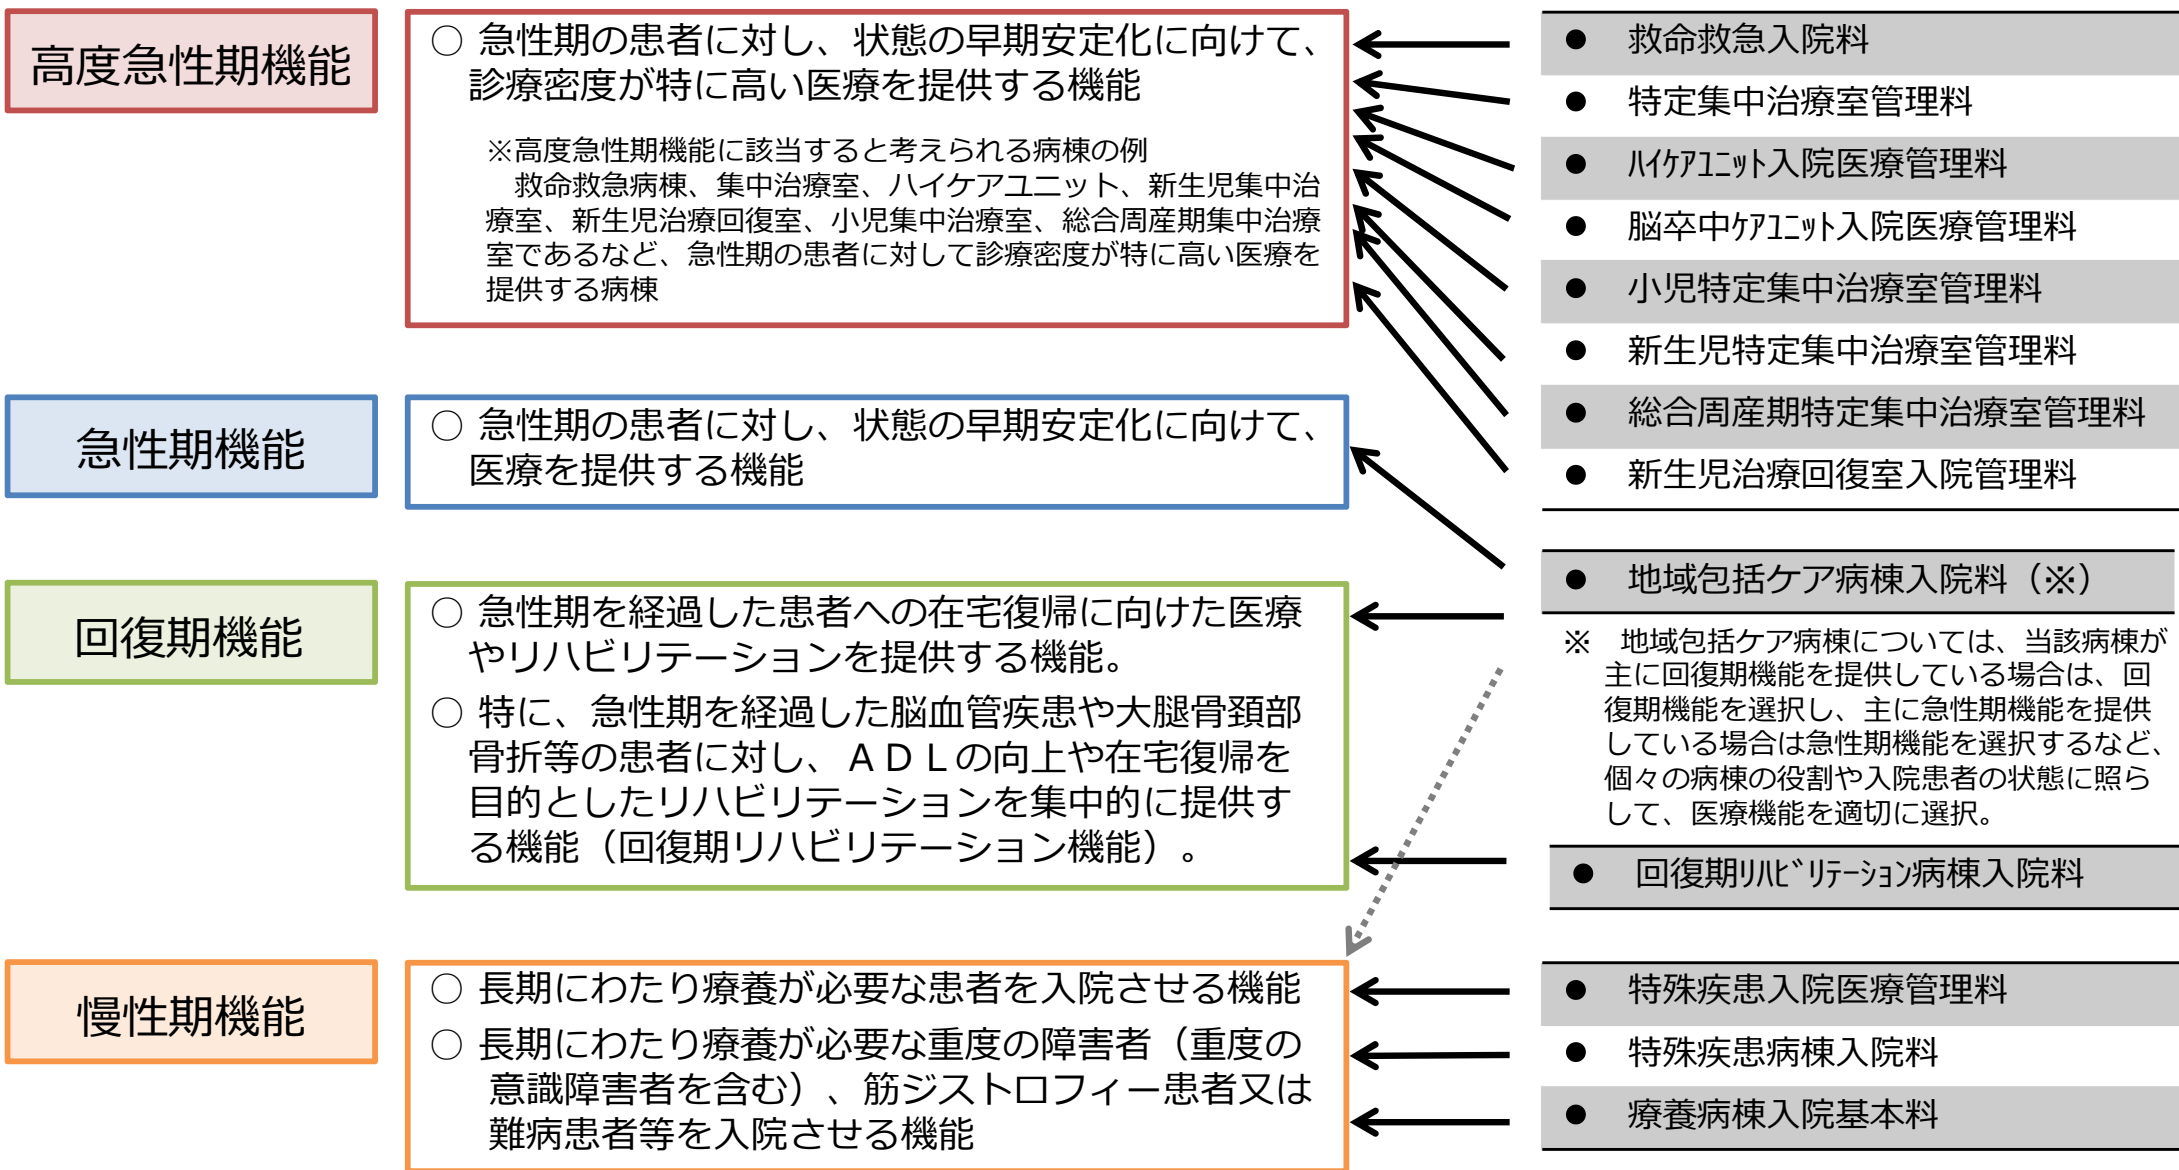 高度急性期機能
○ 急性期の患者に対し、状態の早期安定化に向けて、
診療密度が特に高い医療を提供する機能
※高度急性期機能に該当すると考えられる病棟の例
救命救急病棟、集中治療室、ハイケアユニット、新生児集中治
療室、新生児治療回復室、小児集中治療室、総合周産期集中治療
室であるなど、急性期の患者に対して診療密度が特に高い医療を
提供する病棟
● 救命救急入院料
● 特定集中治療室管理料
● ﾊｲｹｱﾕﾆｯﾄ入院医療管理料
● 脳卒中ｹｱﾕﾆｯﾄ入院医療管理料
● 小児特定集中治療室管理料
● 新生児特定集中治療室管理料
● 総合周産期特定集中治療室管理料
● 新生児治療回復室入院管理料
急性期機能
○ 急性期の患者に対し、状態の早期安定化に向けて、
医療を提供する機能
回復期機能
○ 急性期を経過した患者への在宅復帰に向けた医療
やリハビリテーションを提供する機能。
○ 特に、急性期を経過した脳血管疾患や大腿骨頚部
骨折等の患者に対し、ＡＤＬの向上や在宅復帰を
目的としたリハビリテーションを集中的に提供す
る機能（回復期リハビリテーション機能）。
● 地域包括ケア病棟入院料（※）
※ 地域包括ケア病棟については、当該病棟が
主に回復期機能を提供している場合は、回
復期機能を選択し、主に急性期機能を提供
している場合は急性期機能を選択するなど、
個々の病棟の役割や入院患者の状態に照ら
して、医療機能を適切に選択。
● 回復期ﾘﾊﾋﾞﾘﾃｰｼｮﾝ病棟入院料
慢性期機能
○ 長期にわたり療養が必要な患者を入院させる機能
○ 長期にわたり療養が必要な重度の障害者（重度の
意識障害者を含む）、筋ジストロフィー患者又は
難病患者等を入院させる機能
● 特殊疾患入院医療管理料
● 特殊疾患病棟入院料
● 療養病棟入院基本料